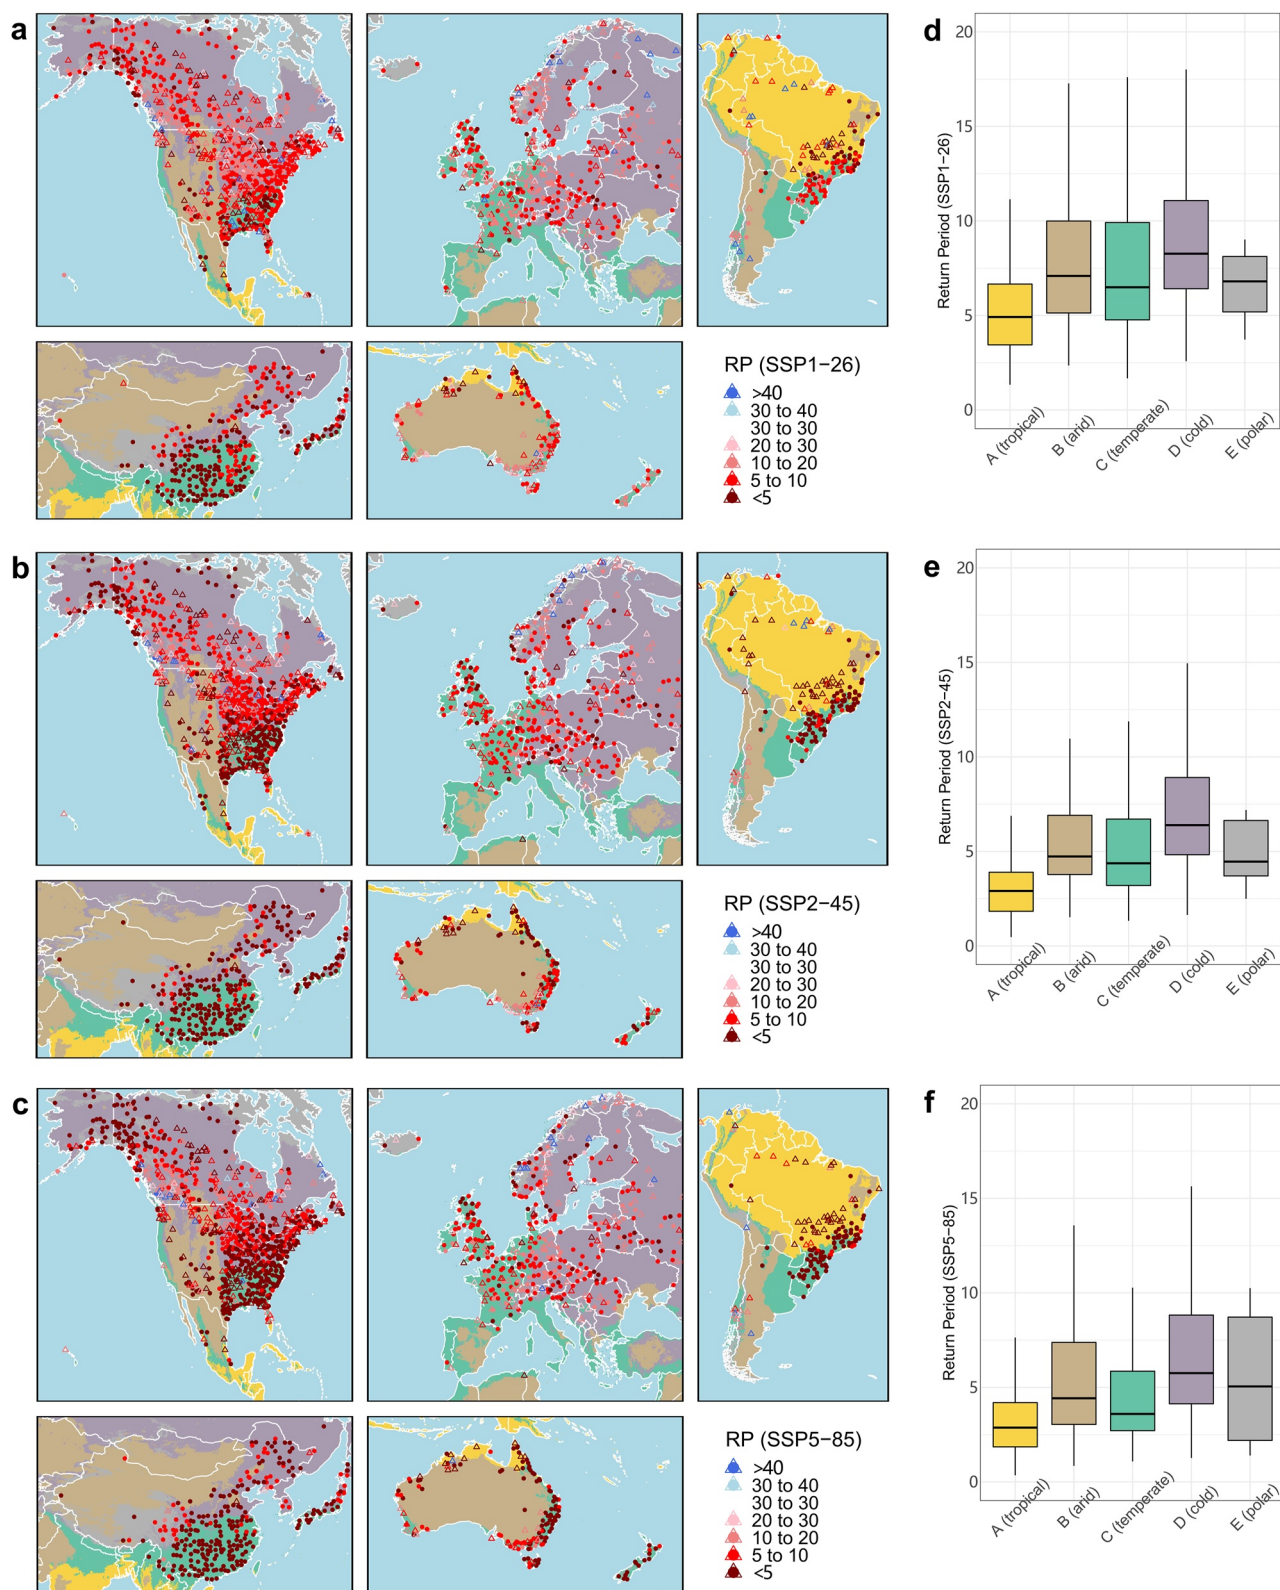 a
d
20
15
10
5
0
Return Period (SSP1−26)
A (tropical)
B (arid)
C (temperate)
D (cold)
E (polar)
RP (SSP1−26)
>40
30 to 40
30 to 30
20 to 30
10 to 20
5 to 10
<5
b
e
20
15
10
5
0
Return Period (SSP2−45)
A (tropical)
B (arid)
C (temperate)
D (cold)
E (polar)
RP (SSP2−45)
>40
30 to 40
30 to 30
20 to 30
10 to 20
5 to 10
<5
c
f
20
15
10
5
0
Return Period (SSP5−85)
A (tropical)
B (arid)
C (temperate)
D (cold)
E (polar)
RP (SSP5−85)
>40
30 to 40
30 to 30
20 to 30
10 to 20
5 to 10
<5